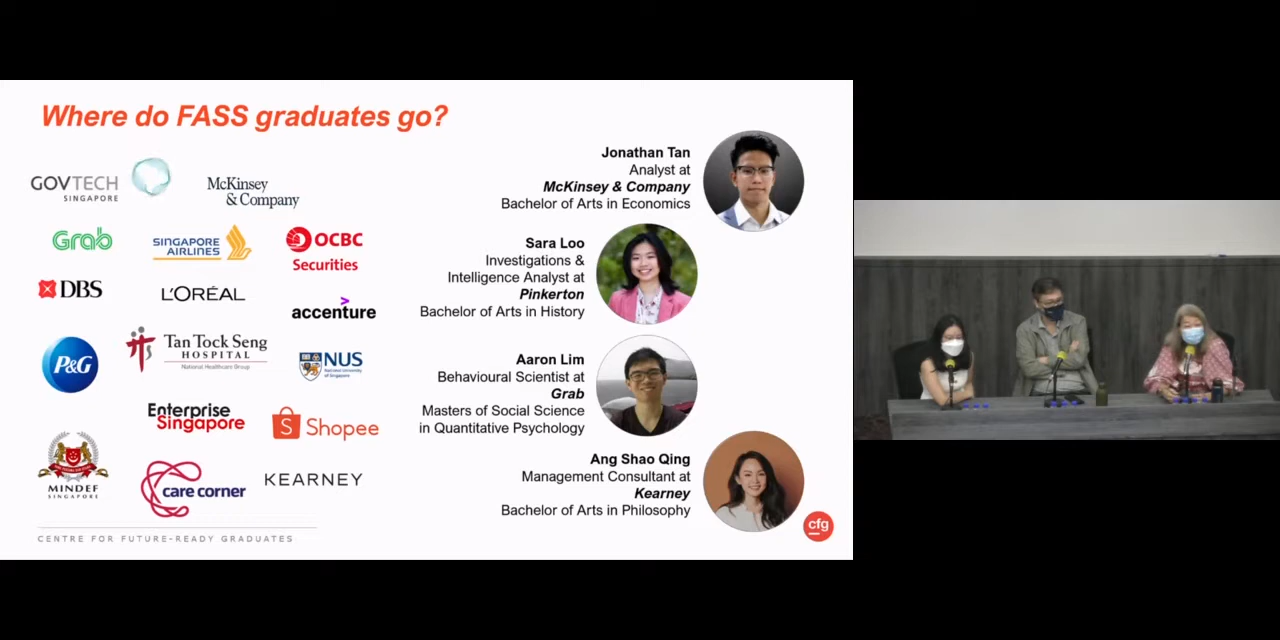 Where do FASS graduates go?
GOVTECH
SINGAPORE
McKinsey
& Company
Grab
SINGAPORE
AIRLINES
OCBC
Securities
DBS
L'ORÉAL
accenture
P&G
TAN TOCK SENG
HOSPITAL
National Healthcare Group
NUS
National University
of Singapore
Enterprise
Singapore
S Shopee
MINDEF
SINGAPORE
care corner
KEARNEY
CENTRE FOR FUTURE-READY GRADUATES
Jonathan Tan
Analyst at
McKinsey & Company
Bachelor of Arts in Economics
Sara Loo
Investigations &
Intelligence Analyst at
Pinkerton
Bachelor of Arts in History
Aaron Lim
Behavioural Scientist at
Grab
Masters of Social Science
in Quantitative Psychology
Ang Shao Qing
Management Consultant at
Kearney
Bachelor of Arts in Philosophy
cfg